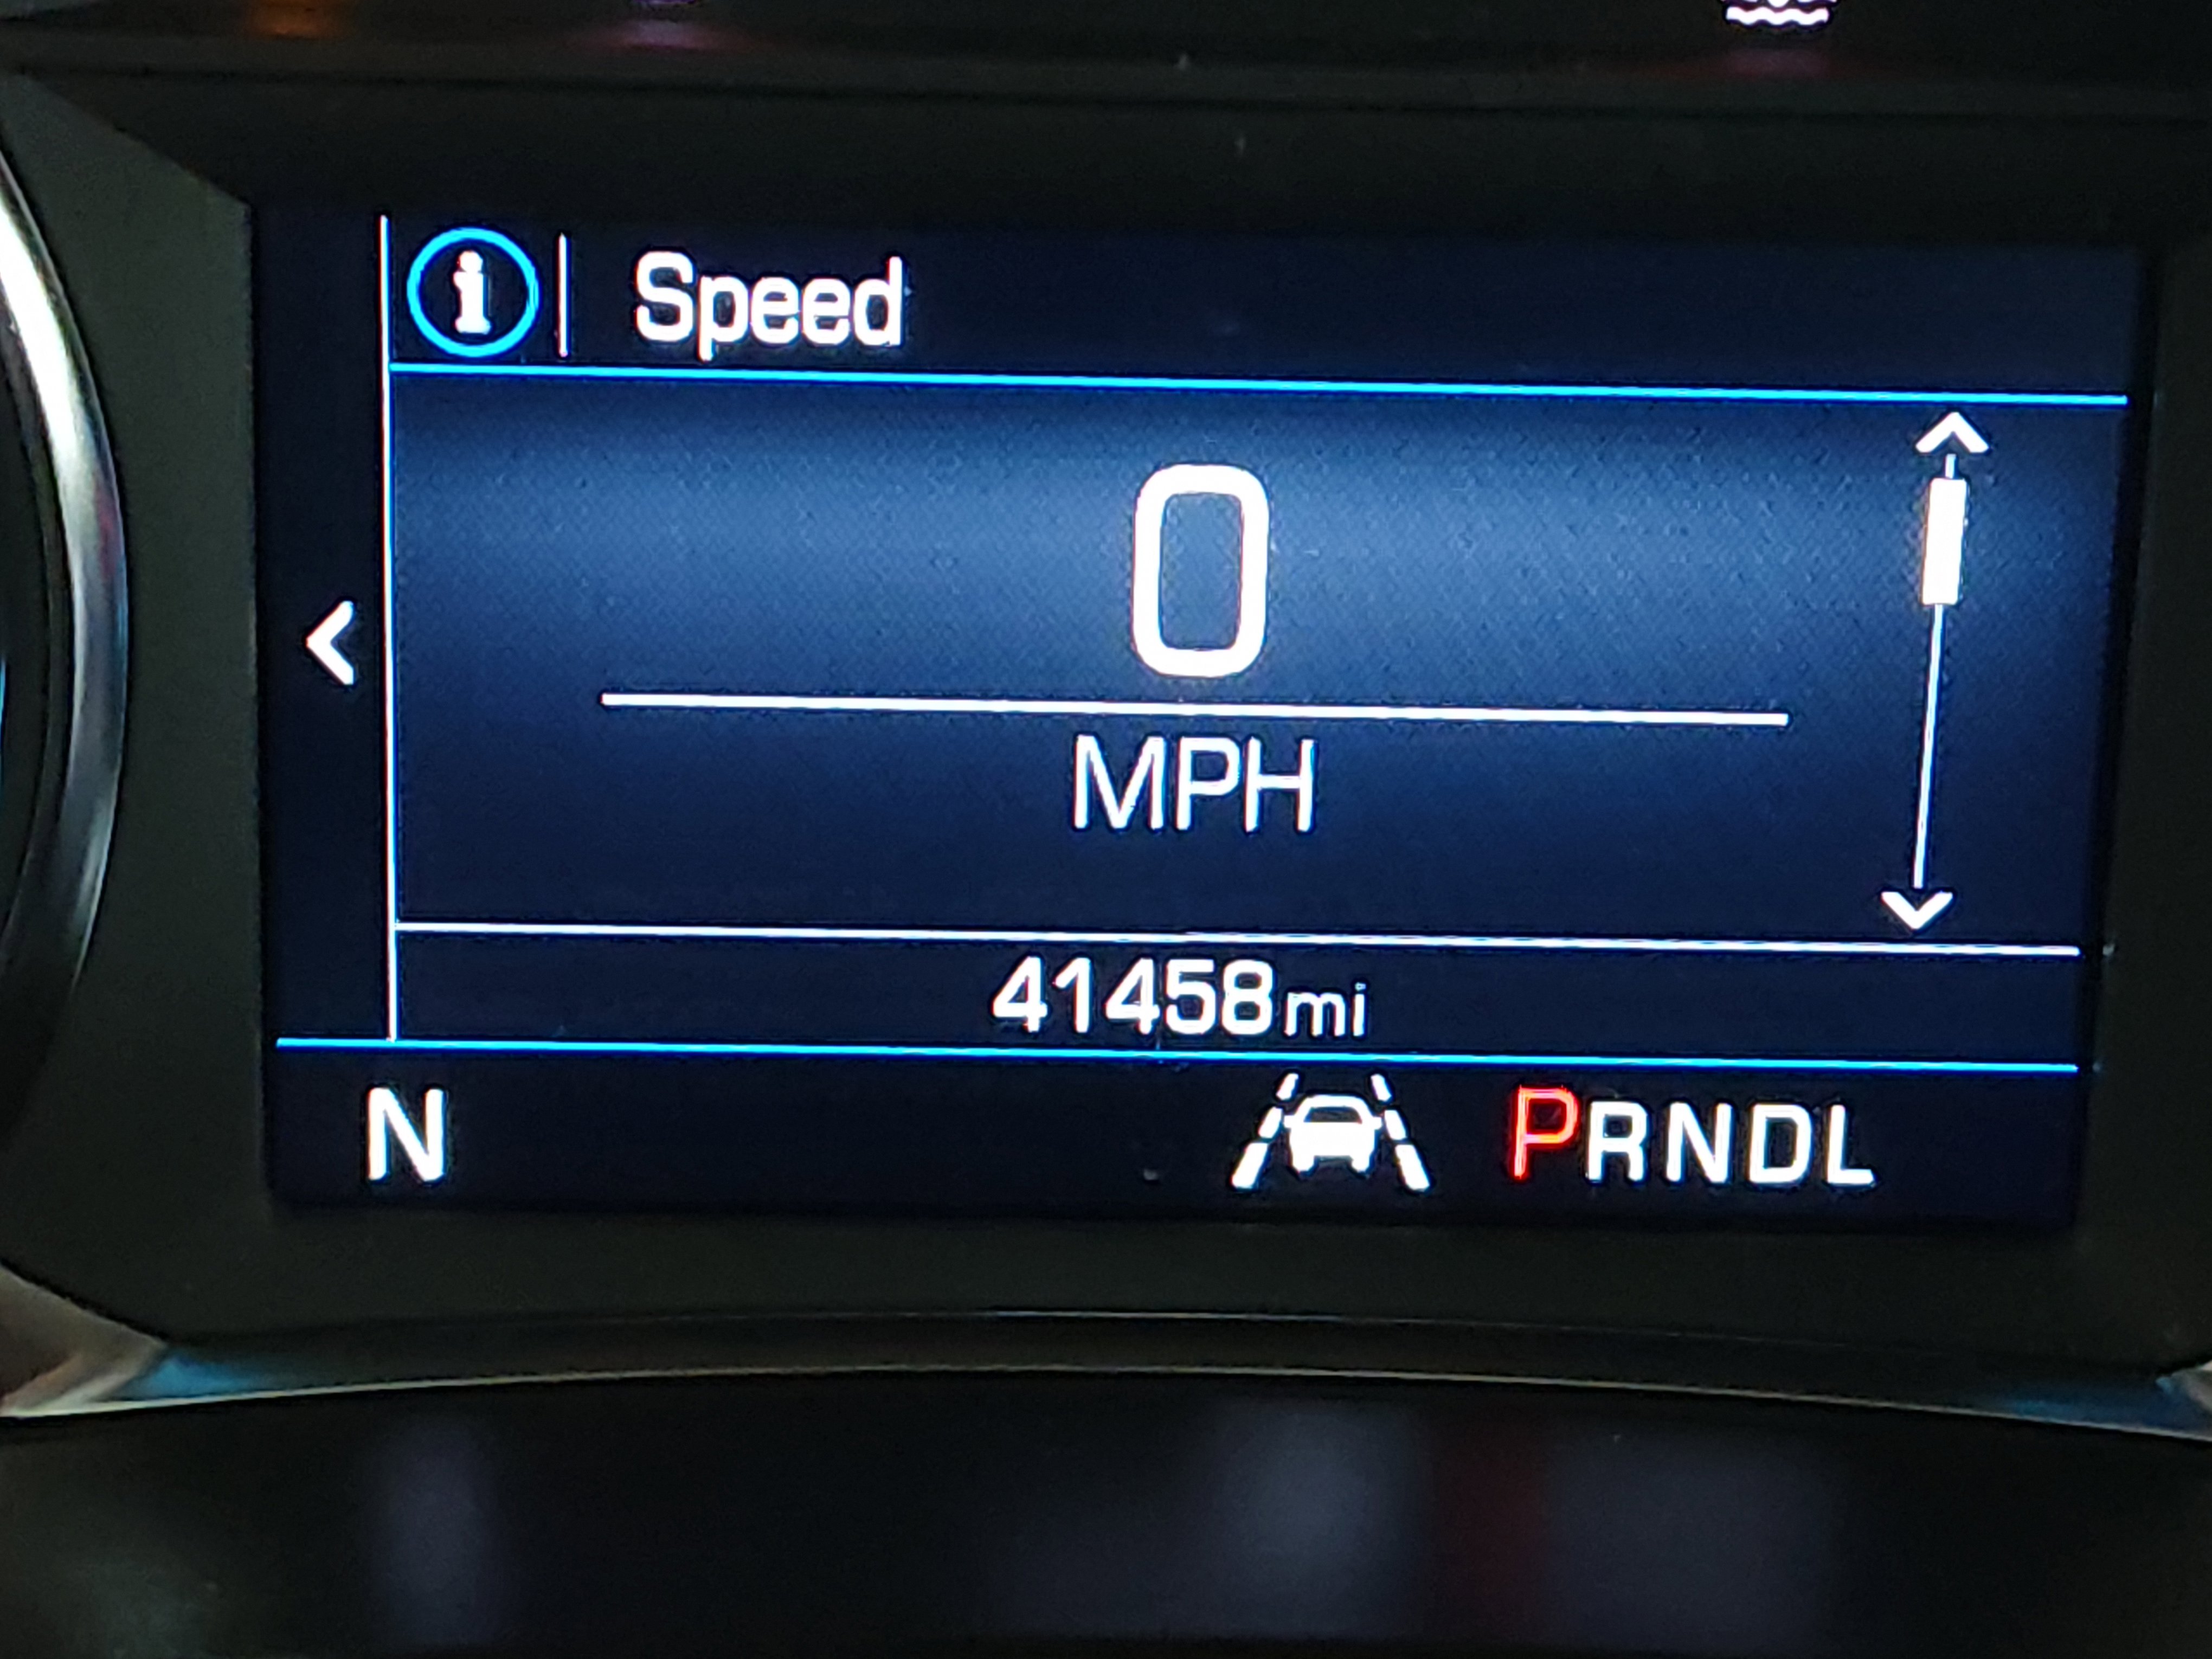 i Speed
0
MPH
41458mi
N PRNDL